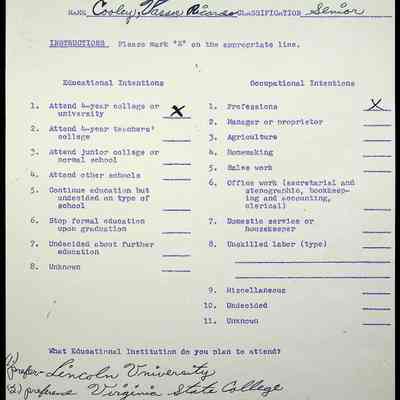 NAME Cooley, Vassar Ricardo CLASSIFICATION Senior
INSTRUCTIONS Please mark "X" on the appropriate line.
Educational Intentions
1. Attend 4-year college or university X
2. Attend 4-year teachers' college
3. Attend junior college or normal school
4. Attend other schools
5. Continue education but undecided on type of school
6. Stop formal education upon graduation
7. Undecided about further education
8. Unknown
Occupational Intentions
1. Professions X
2. Manager or proprietor
3. Agriculture
4. Homemaking
5. Sales work
6. Office work (secretarial and stenographic, bookkeeping and accounting, clerical)
7. Domestic service or housekeeper
8. Unskilled labor (type)
9. Miscellaneous
10. Undecided
11. Unknown
What Educational Institution do you plan to attend?
(1) prefer- Lincoln University
(2) preferene Virginia State College